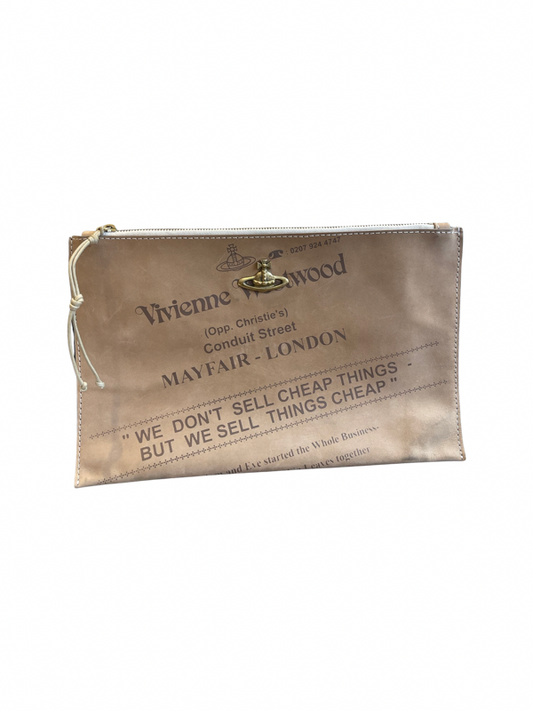 : 0207 924 4747
Vivienne Westwood
(Opp. Christie's)
Conduit Street
MAYFAIR - LONDON
" WE DON'T SELL CHEAP THINGS -
BUT WE SELL THINGS CHEAP "
and Eve started the Whole Business
Leaves together